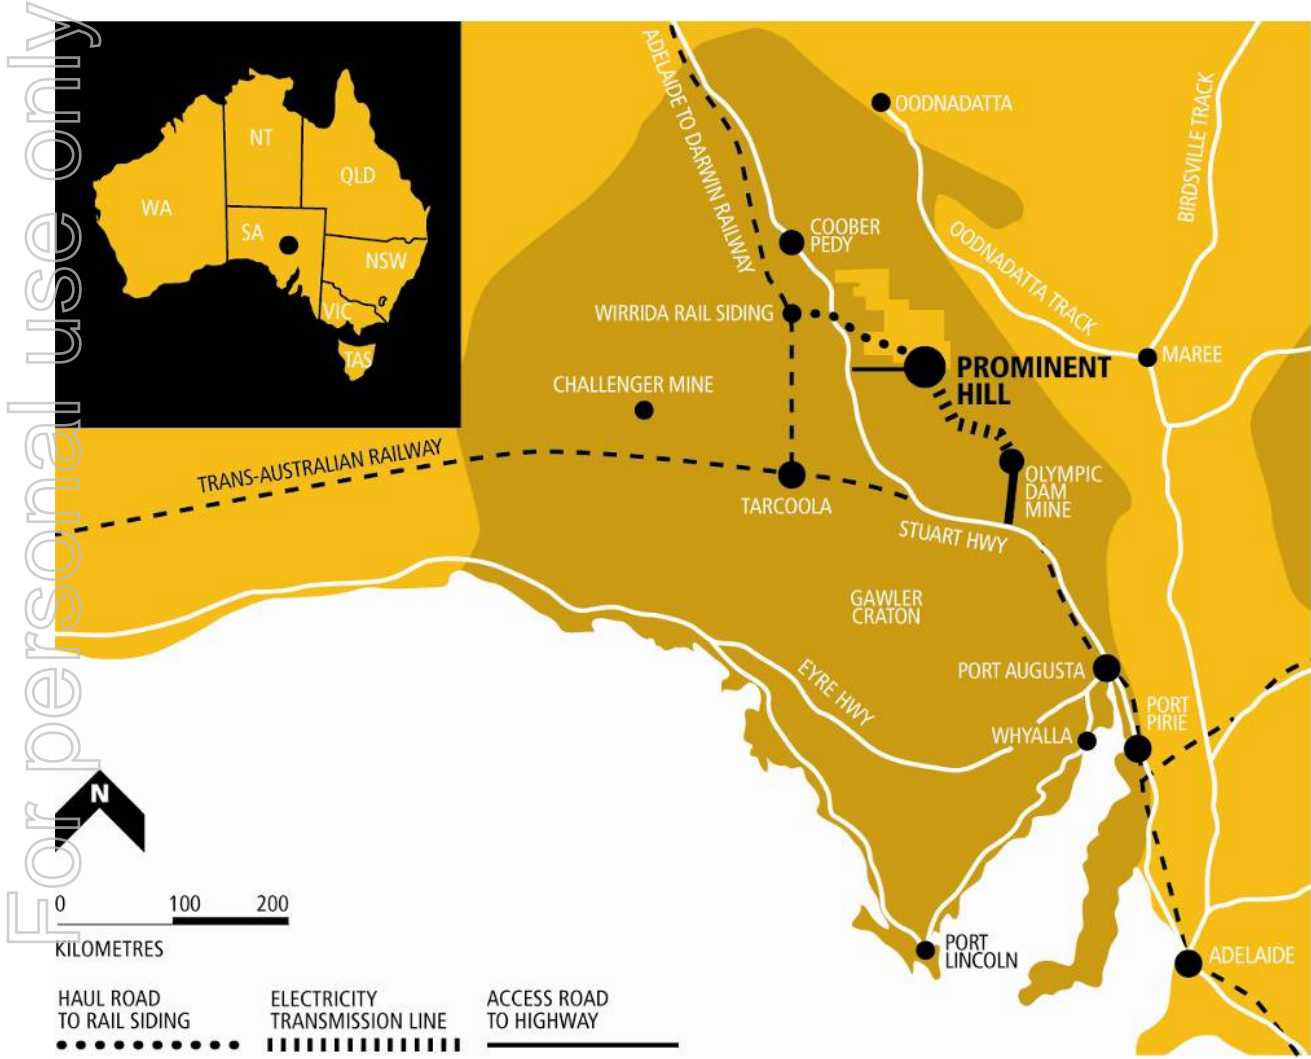 For personal use only
WA
NT
QLD
SA
NSW
VIC
TAS
ADELAIDE TO DARWIN RAILWAY
OODNADATTA
BIRDSVILLE TRACK
COOBER
PEDY
OODNADATTA TRACK
WIRRIDA RAIL SIDING
MAREE
PROMINENT
HILL
CHALLENGER MINE
TRANS-AUSTRALIAN RAILWAY
TARCOOLA
OLYMPIC
DAM
MINE
STUART HWY
GAWLER
CRATON
PORT AUGUSTA
EYRE HWY
PORT
PIRIE
WHYALLA
N
0 100 200
KILOMETRES
PORT
LINCOLN
ADELAIDE
HAUL ROAD
TO RAIL SIDING
ELECTRICITY
TRANSMISSION LINE
ACCESS ROAD
TO HIGHWAY